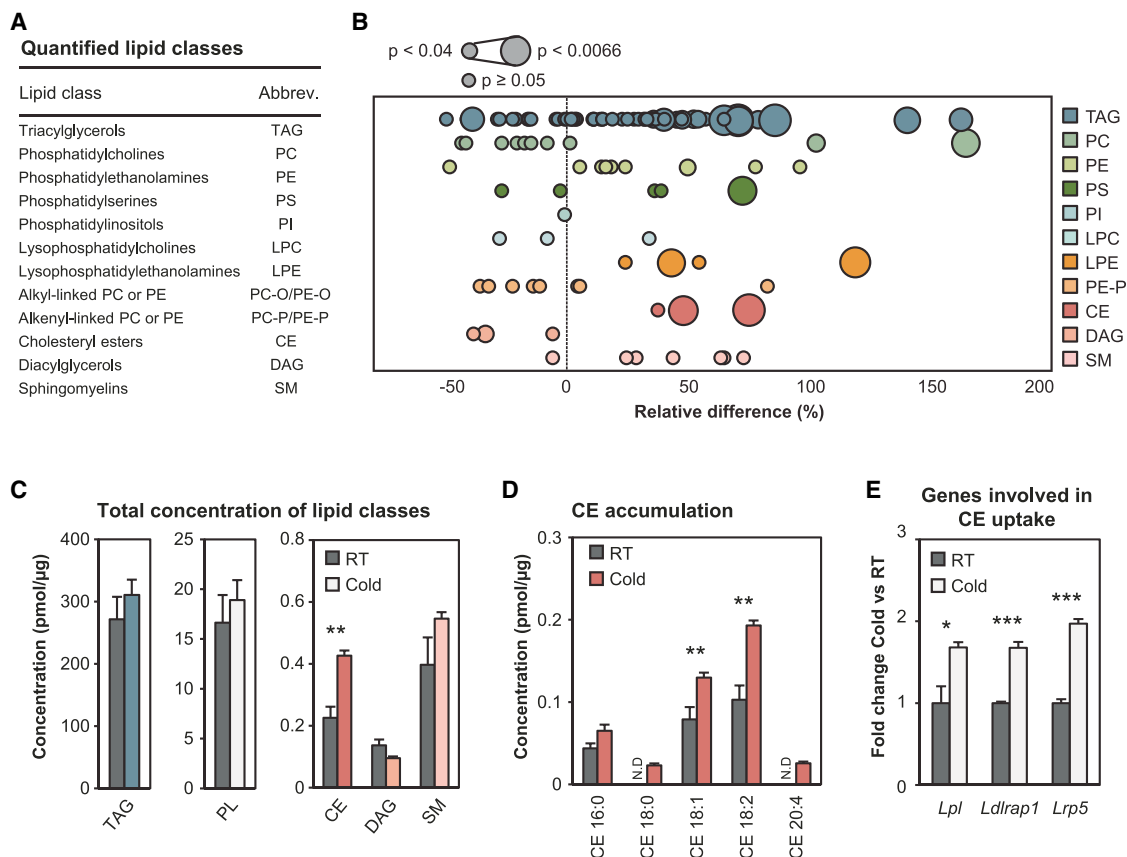 A
Quantified lipid classes
Lipid class Abbrev.
Triacylglycerols TAG
Phosphatidylcholines PC
Phosphatidylethanolamines PE
Phosphatidylserines PS
Phosphatidylinositols PI
Lysophosphatidylcholines LPC
Lysophosphatidylethanolamines LPE
Alkyl-linked PC or PE PC-O/PE-O
Alkenyl-linked PC or PE PC-P/PE-P
Cholesteryl esters CE
Diacylglycerols DAG
Sphingomyelins SM
B
p < 0.04 p < 0.0066
p ≥ 0.05
TAG
PC
PE
PS
PI
LPC
LPE
PE-P
CE
DAG
SM
-50 0 50 100 150 200
Relative difference (%)
C
Total concentration of lipid classes
Concentration (pmol/µg)
400
300
200
100
0
TAG
25
20
15
10
5
0
PL
0.8
0.6
0.4
0.2
0
RT
Cold
**
CE DAG SM
D
CE accumulation
Concentration (pmol/µg)
0.3
0.2
0.1
0
RT
Cold
** **
N.D N.D
CE 16:0 CE 18:0 CE 18:1 CE 18:2 CE 20:4
E
Genes involved in
CE uptake
Fold change Cold vs RT
3
2
1
0
RT
Cold
* *** ***
Lpl Ldlrap1 Lrp5